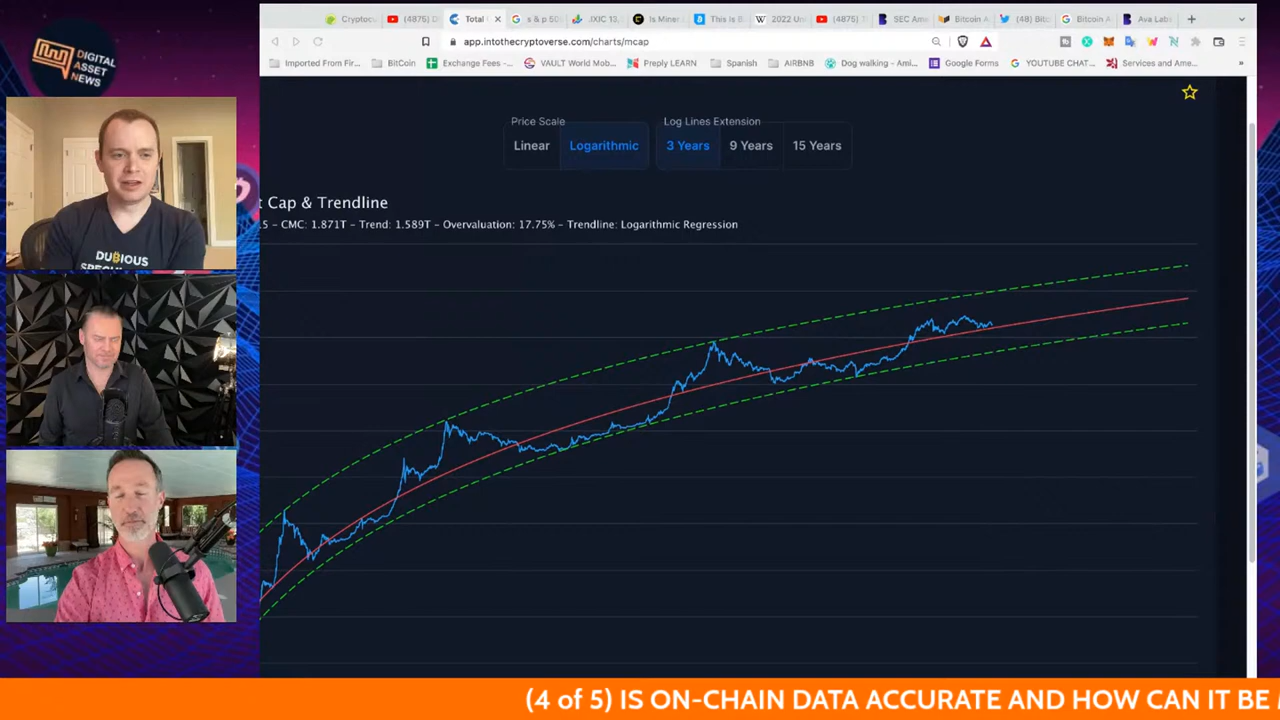 Cryptocu
(4875) D
Total
s & p 500
.IXIC 13,
Is Miner
This Is B
2022 Un
(4875) T
SEC Am
Bitcoin A
(48) Bitc
Bitcoin A
Ava Labs
app.intothecryptoverse.com/charts/mcap
Imported From Fir...
BitCoin
Exchange Fees -...
VAULT World Mob...
Preply LEARN
Spanish
AIRBNB
Dog walking - Ami...
Google Forms
YOUTUBE CHAT...
Services and Ame...
DIGITAL
ASSET
NEWS
Price Scale
Log Lines Extension
Linear
Logarithmic
3 Years
9 Years
15 Years
t Cap & Trendline
.5 – CMC: 1.871T – Trend: 1.589T – Overvaluation: 17.75% – Trendline: Logarithmic Regression
(4 of 5) IS ON-CHAIN DATA ACCURATE AND HOW CAN IT BE